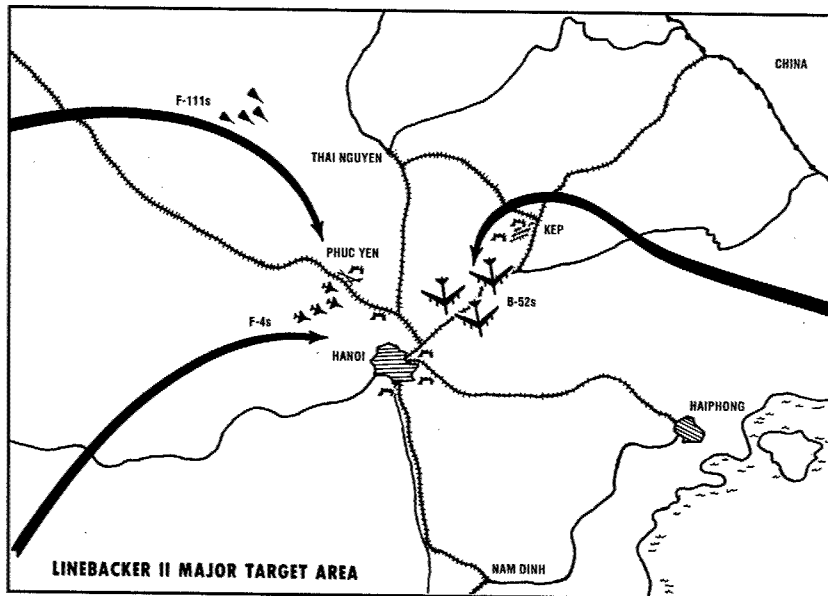 CHINA
F-111s
THAI NGUYEN
KEP
PHUC YEN
B-52s
F-4s
HANOI
HAIPHONG
NAM DINH
LINEBACKER II MAJOR TARGET AREA